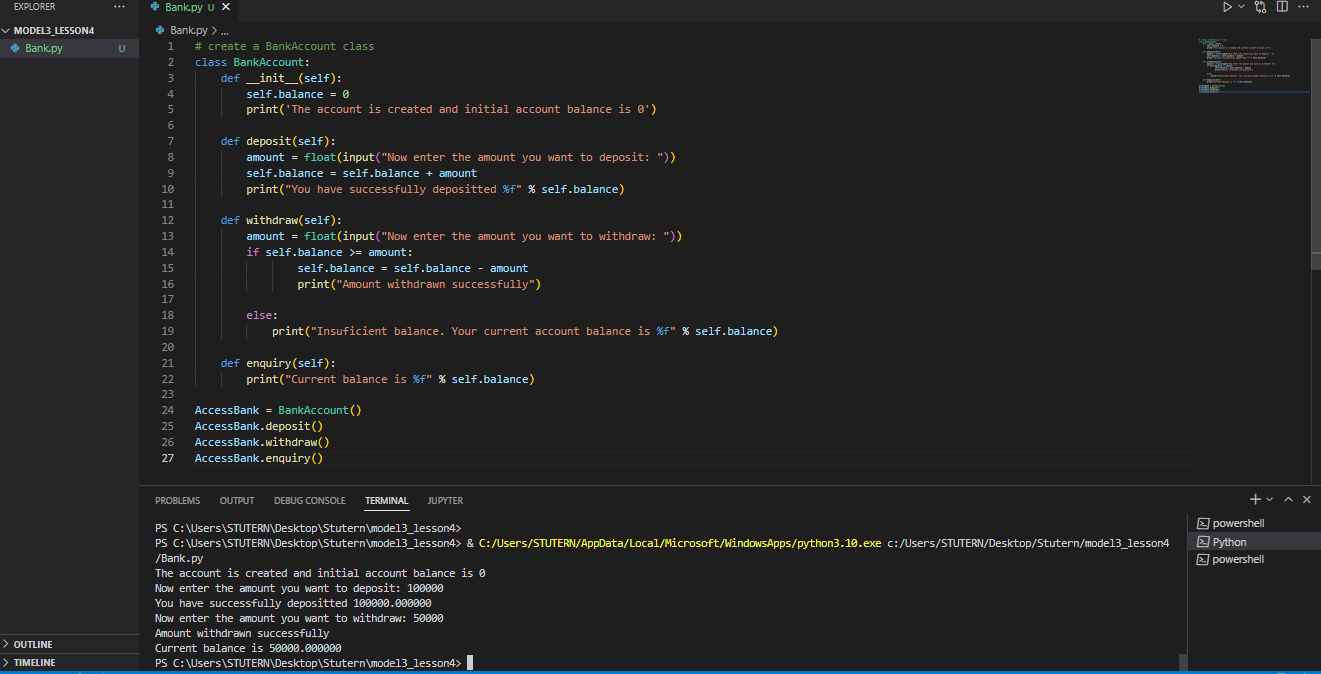 EXPLORER ...
MODEL3_LESSON4
Bank.py U
Bank.py U ×
Bank.py > ...
1 # create a BankAccount class
2 class BankAccount:
3     def __init__(self):
4         self.balance = 0
5         print('The account is created and initial account balance is 0')
6
7     def deposit(self):
8         amount = float(input("Now enter the amount you want to deposit: "))
9         self.balance = self.balance + amount
10         print("You have successfully depositted %f" % self.balance)
11
12     def withdraw(self):
13         amount = float(input("Now enter the amount you want to withdraw: "))
14         if self.balance >= amount:
15                 self.balance = self.balance - amount
16                 print("Amount withdrawn successfully")
17
18         else:
19             print("Insuficient balance. Your current account balance is %f" % self.balance)
20
21     def enquiry(self):
22         print("Current balance is %f" % self.balance)
23
24 AccessBank = BankAccount()
25 AccessBank.deposit()
26 AccessBank.withdraw()
27 AccessBank.enquiry()
PROBLEMS OUTPUT DEBUG CONSOLE TERMINAL JUPYTER
PS C:\Users\STUTERN\Desktop\Stutern\model3_lesson4>
PS C:\Users\STUTERN\Desktop\Stutern\model3_lesson4> & C:/Users/STUTERN/AppData/Local/Microsoft/WindowsApps/python3.10.exe c:/Users/STUTERN/Desktop/Stutern/model3_lesson4
/Bank.py
The account is created and initial account balance is 0
Now enter the amount you want to deposit: 100000
You have successfully depositted 100000.000000
Now enter the amount you want to withdraw: 50000
Amount withdrawn successfully
Current balance is 50000.000000
PS C:\Users\STUTERN\Desktop\Stutern\model3_lesson4>
powershell
Python
powershell
OUTLINE
TIMELINE